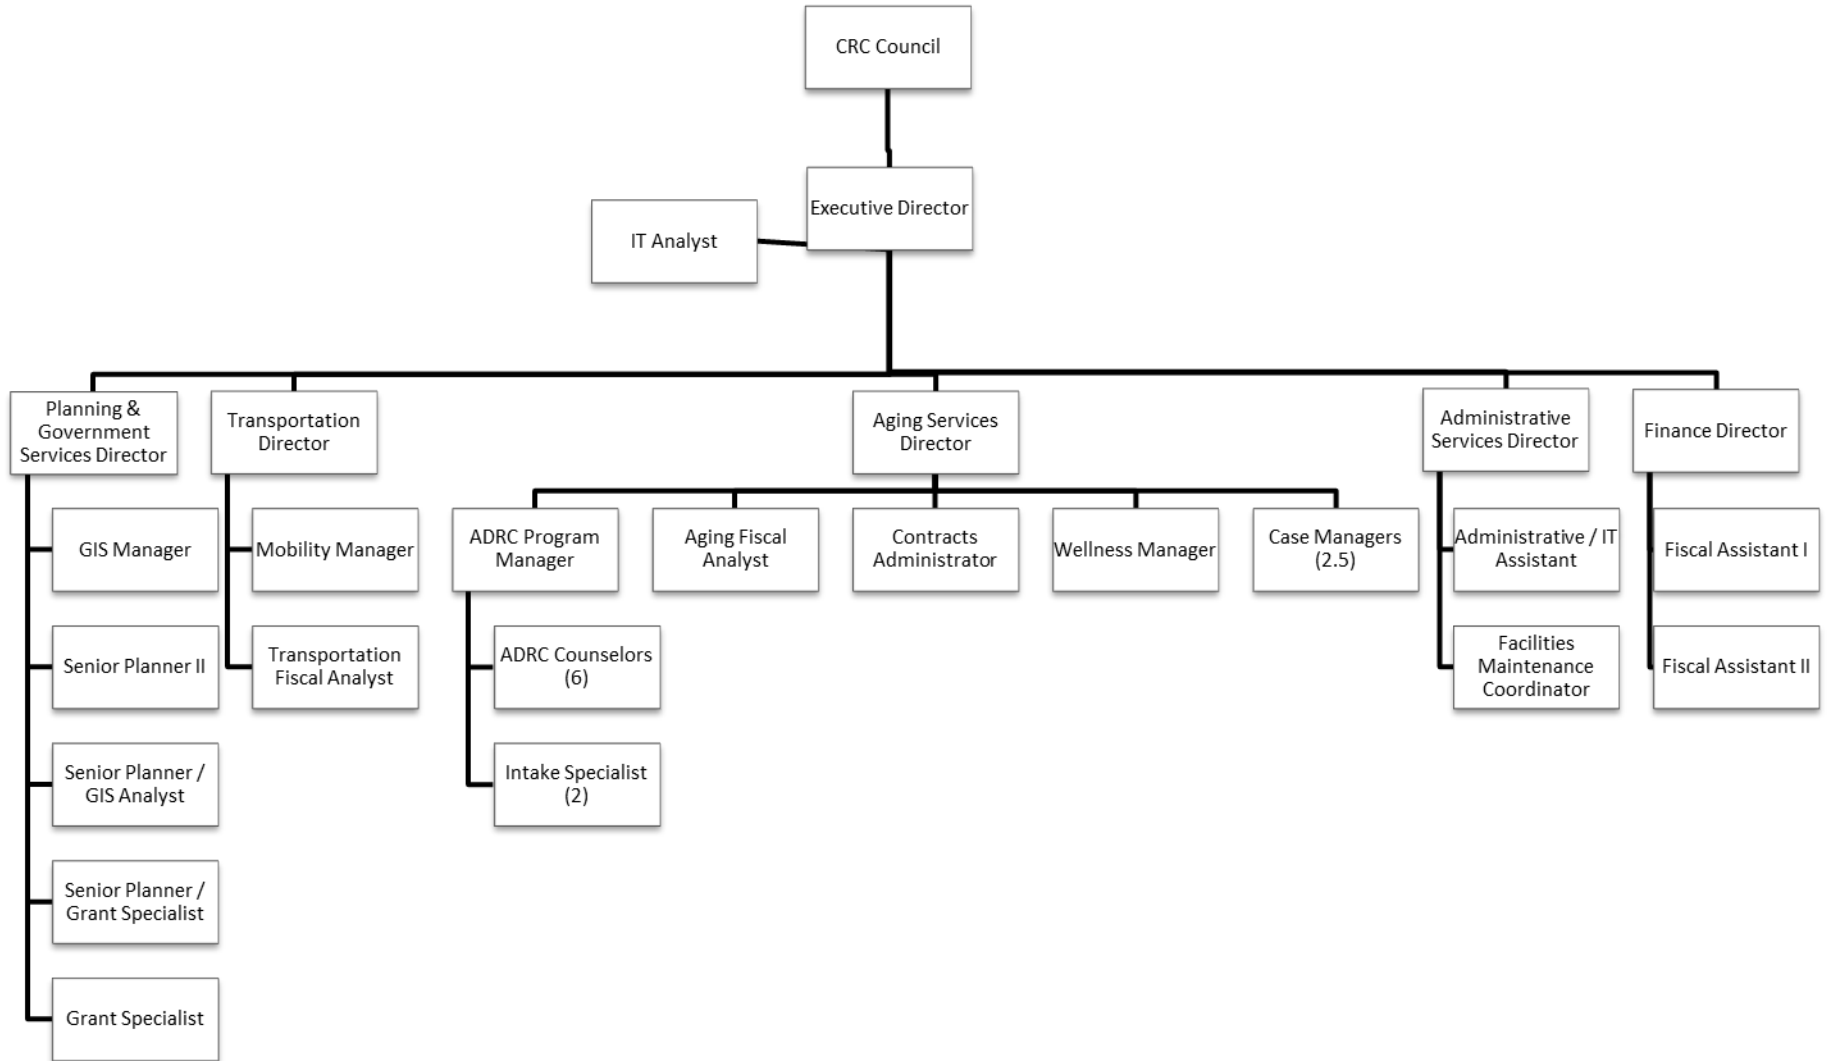 CRC Council
Executive Director
IT Analyst
Planning &
Government
Services Director
Transportation
Director
Aging Services
Director
Administrative
Services Director
Finance Director
GIS Manager
Senior Planner II
Senior Planner /
GIS Analyst
Senior Planner /
Grant Specialist
Grant Specialist
Mobility Manager
Transportation
Fiscal Analyst
ADRC Program
Manager
ADRC Counselors
(6)
Intake Specialist
(2)
Aging Fiscal
Analyst
Contracts
Administrator
Wellness Manager
Case Managers
(2.5)
Administrative / IT
Assistant
Facilities
Maintenance
Coordinator
Fiscal Assistant I
Fiscal Assistant II